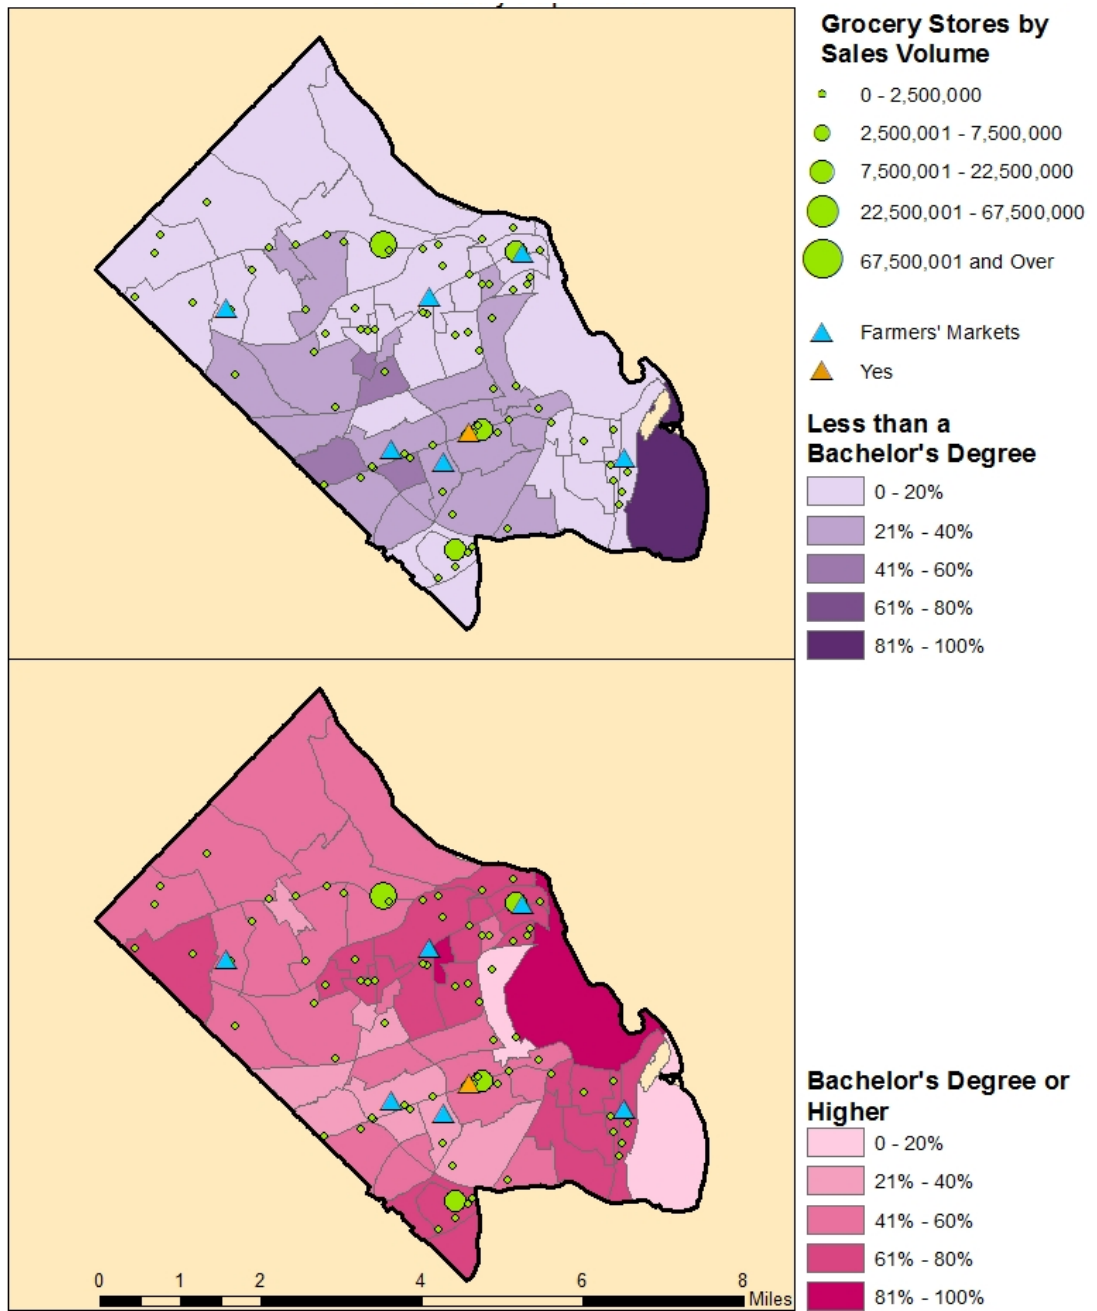 Grocery Stores by
Sales Volume
0 - 2,500,000
2,500,001 - 7,500,000
7,500,001 - 22,500,000
22,500,001 - 67,500,000
67,500,001 and Over
Farmers' Markets
Yes
Less than a
Bachelor's Degree
0 - 20%
21% - 40%
41% - 60%
61% - 80%
81% - 100%
Bachelor's Degree or
Higher
0 - 20%
21% - 40%
41% - 60%
61% - 80%
81% - 100%
0 1 2 4 6 8
Miles